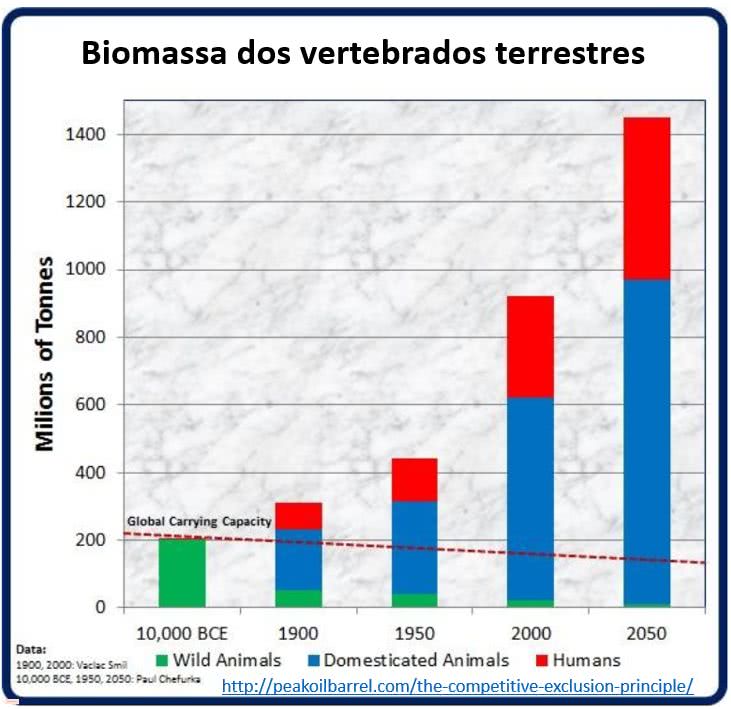 Biomassa dos vertebrados terrestres
Milions of Tonnes
1400
1200
1000
800
600
400
200
0
Global Carrying Capacity
10,000 BCE 1900 1950 2000 2050
Wild Animals Domesticated Animals Humans
Data:
1900, 2000: Vaclac Smil
10,000 BCE, 1950, 2050: Paul Chefurka
http://peakoilbarrel.com/the-competitive-exclusion-principle/